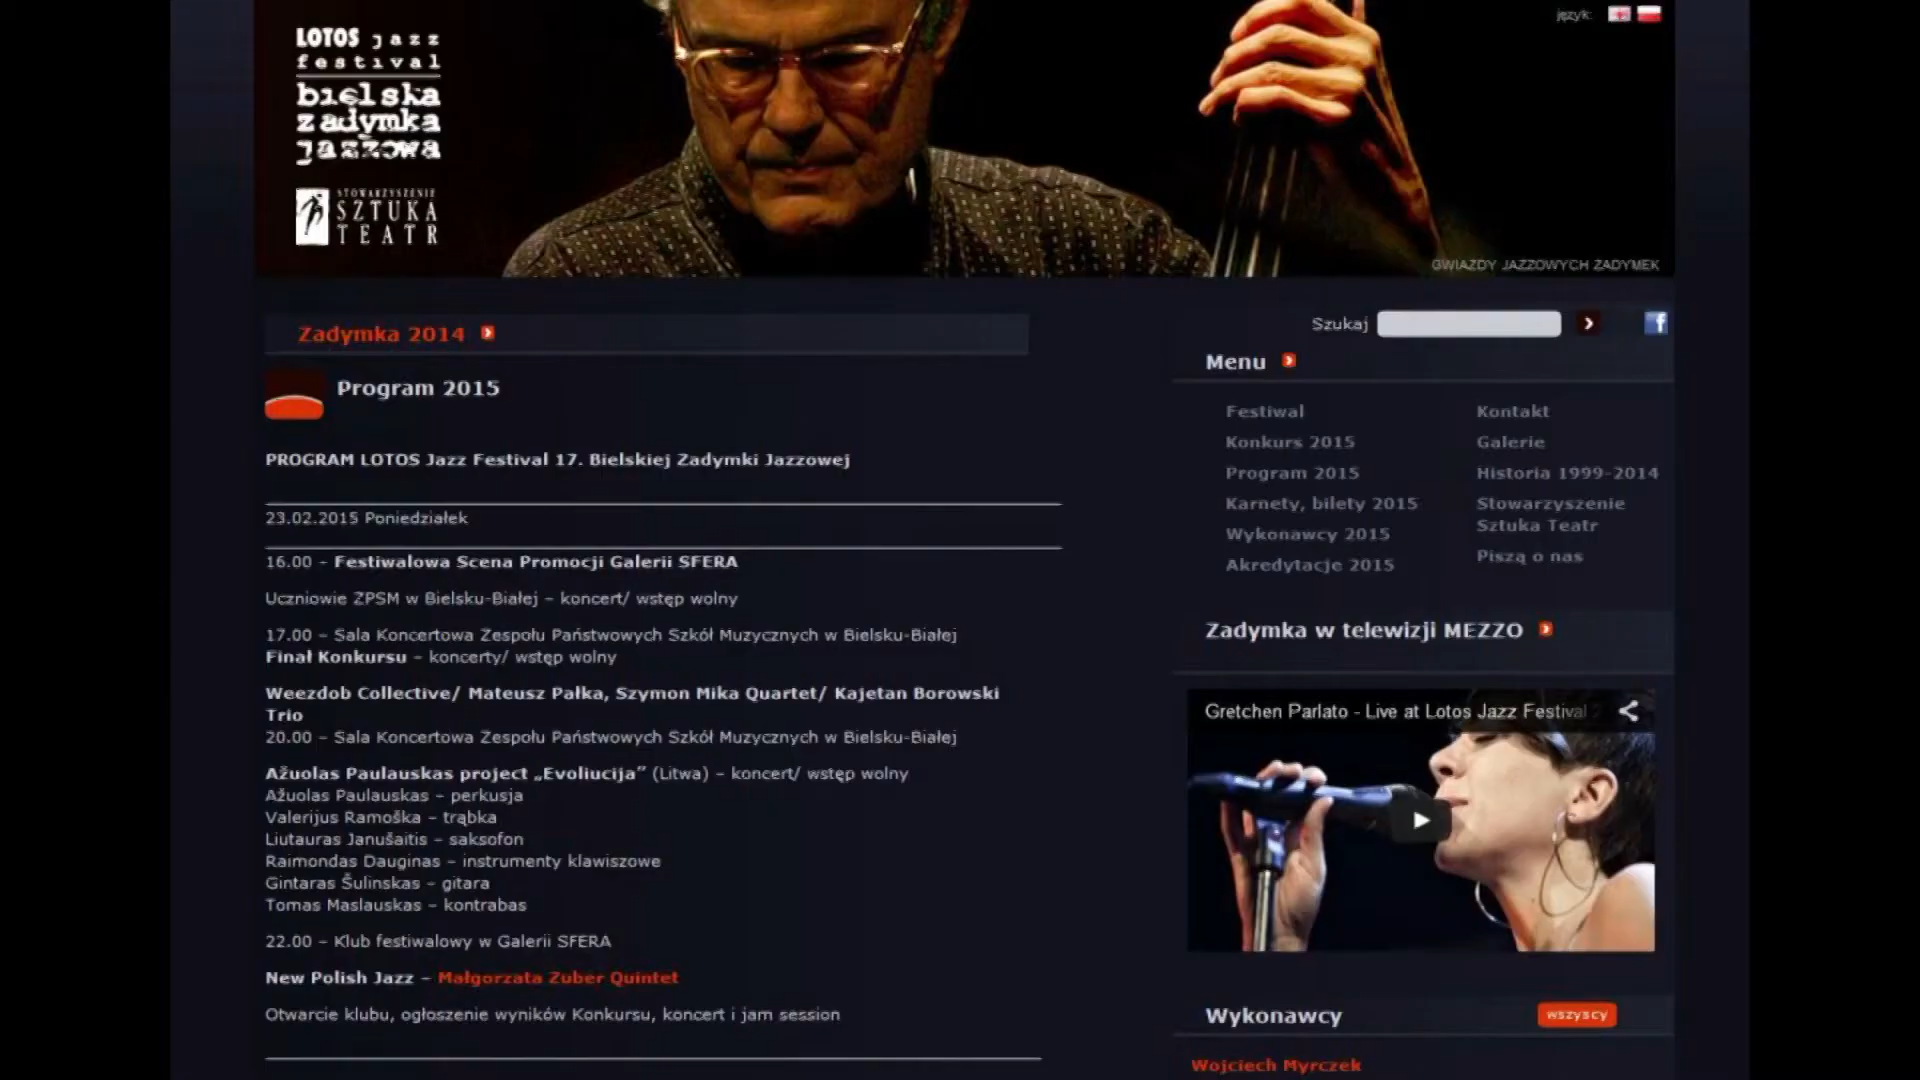 LOTOS jazz
festival
bielska
zadymka
jazzowa
STOWARZYSZENIE
SZTUKA
TEATR
język:
GWIAZDY JAZZOWYCH ZADYMEK
Zadymka 2014
Program 2015
PROGRAM LOTOS Jazz Festival 17. Bielskiej Zadymki Jazzowej
23.02.2015 Poniedziałek
16.00 – Festiwalowa Scena Promocji Galerii SFERA
Uczniowie ZPSM w Bielsku-Białej – koncert/ wstęp wolny
17.00 – Sala Koncertowa Zespołu Państwowych Szkół Muzycznych w Bielsku-Białej
Finał Konkursu – koncerty/ wstęp wolny
Weezdob Collective/ Mateusz Pałka, Szymon Mika Quartet/ Kajetan Borowski
Trio
20.00 – Sala Koncertowa Zespołu Państwowych Szkół Muzycznych w Bielsku-Białej
Ažuolas Paulauskas project „Evoliucija” (Litwa) – koncert/ wstęp wolny
Ažuolas Paulauskas – perkusja
Valerijus Ramoška – trąbka
Liutauras Janušaitis – saksofon
Raimondas Dauginas – instrumenty klawiszowe
Gintaras Šulinskas – gitara
Tomas Maslauskas – kontrabas
22.00 – Klub festiwalowy w Galerii SFERA
New Polish Jazz – Małgorzata Zuber Quintet
Otwarcie klubu, ogłoszenie wyników Konkursu, koncert i jam session
Szukaj
Menu
Festiwal
Konkurs 2015
Program 2015
Karnety, bilety 2015
Wykonawcy 2015
Akredytacje 2015
Kontakt
Galerie
Historia 1999-2014
Stowarzyszenie
Sztuka Teatr
Piszą o nas
Zadymka w telewizji MEZZO
Gretchen Parlato - Live at Lotos Jazz Festival
Wykonawcy
wszyscy
Wojciech Myrczek